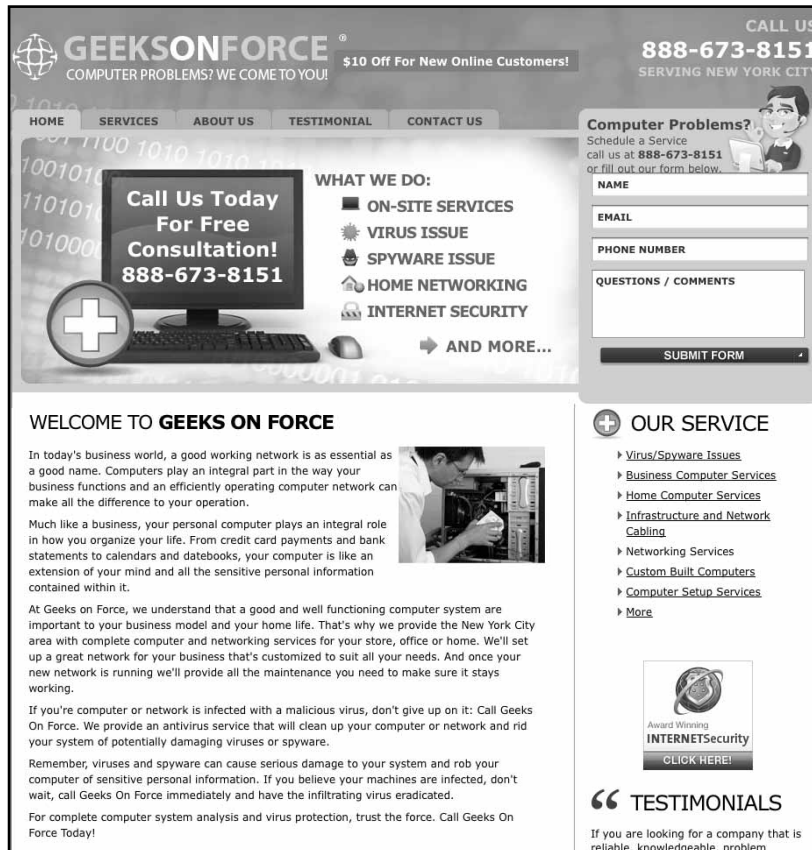 GEEKSONFORCE ®
COMPUTER PROBLEMS? WE COME TO YOU!
$10 Off For New Online Customers!
CALL US
888-673-8151
SERVING NEW YORK CITY
HOME SERVICES ABOUT US TESTIMONIAL CONTACT US
Call Us Today
For Free
Consultation!
888-673-8151
WHAT WE DO:
ON-SITE SERVICES
VIRUS ISSUE
SPYWARE ISSUE
HOME NETWORKING
INTERNET SECURITY
AND MORE...
Computer Problems?
Schedule a Service
call us at 888-673-8151
or fill out our form below.
NAME
EMAIL
PHONE NUMBER
QUESTIONS / COMMENTS
SUBMIT FORM
WELCOME TO GEEKS ON FORCE
In today's business world, a good working network is as essential as
a good name. Computers play an integral part in the way your
business functions and an efficiently operating computer network can
make all the difference to your operation.
Much like a business, your personal computer plays an integral role
in how you organize your life. From credit card payments and bank
statements to calendars and datebooks, your computer is like an
extension of your mind and all the sensitive personal information
contained within it.
At Geeks on Force, we understand that a good and well functioning computer system are
important to your business model and your home life. That's why we provide the New York City
area with complete computer and networking services for your store, office or home. We'll set
up a great network for your business that's customized to suit all your needs. And once your
new network is running we'll provide all the maintenance you need to make sure it stays
working.
If you're computer or network is infected with a malicious virus, don't give up on it: Call Geeks
On Force. We provide an antivirus service that will clean up your computer or network and rid
your system of potentially damaging viruses or spyware.
Remember, viruses and spyware can cause serious damage to your system and rob your
computer of sensitive personal information. If you believe your machines are infected, don't
wait, call Geeks On Force immediately and have the infiltrating virus eradicated.
For complete computer system analysis and virus protection, trust the force. Call Geeks On
Force Today!
OUR SERVICE
Virus/Spyware Issues
Business Computer Services
Home Computer Services
Infrastructure and Network
Cabling
Networking Services
Custom Built Computers
Computer Setup Services
More
Award Winning
INTERNETSecurity
CLICK HERE!
TESTIMONIALS
If you are looking for a company that is
reliable, knowledgeable, problem